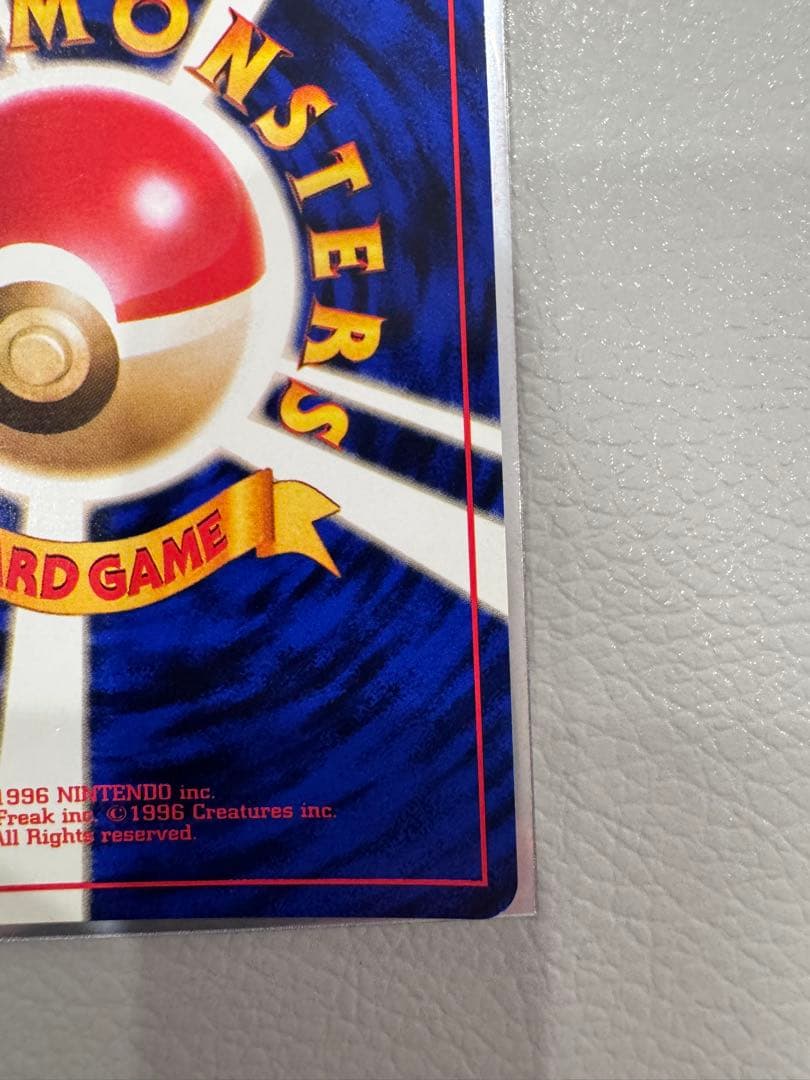 MONSTERS
ARD GAME
1996 NINTENDO inc.
Freak inc. ©1996 Creatures inc.
All Rights reserved.